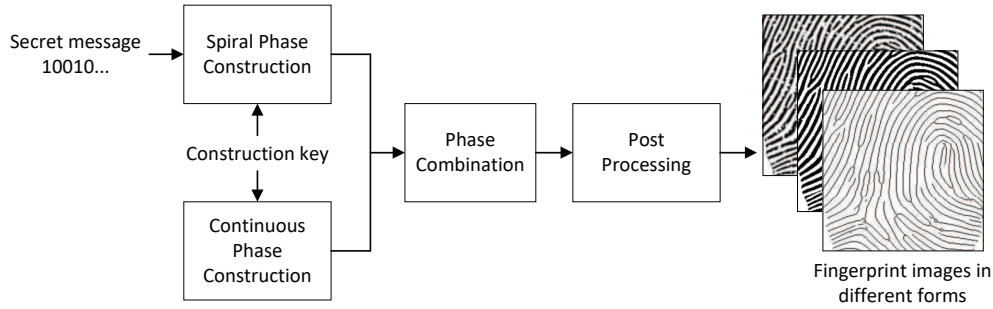 Secret message
10010...
Spiral Phase
Construction
Construction key
Continuous
Phase
Construction
Phase
Combination
Post
Processing
Fingerprint images in
different forms